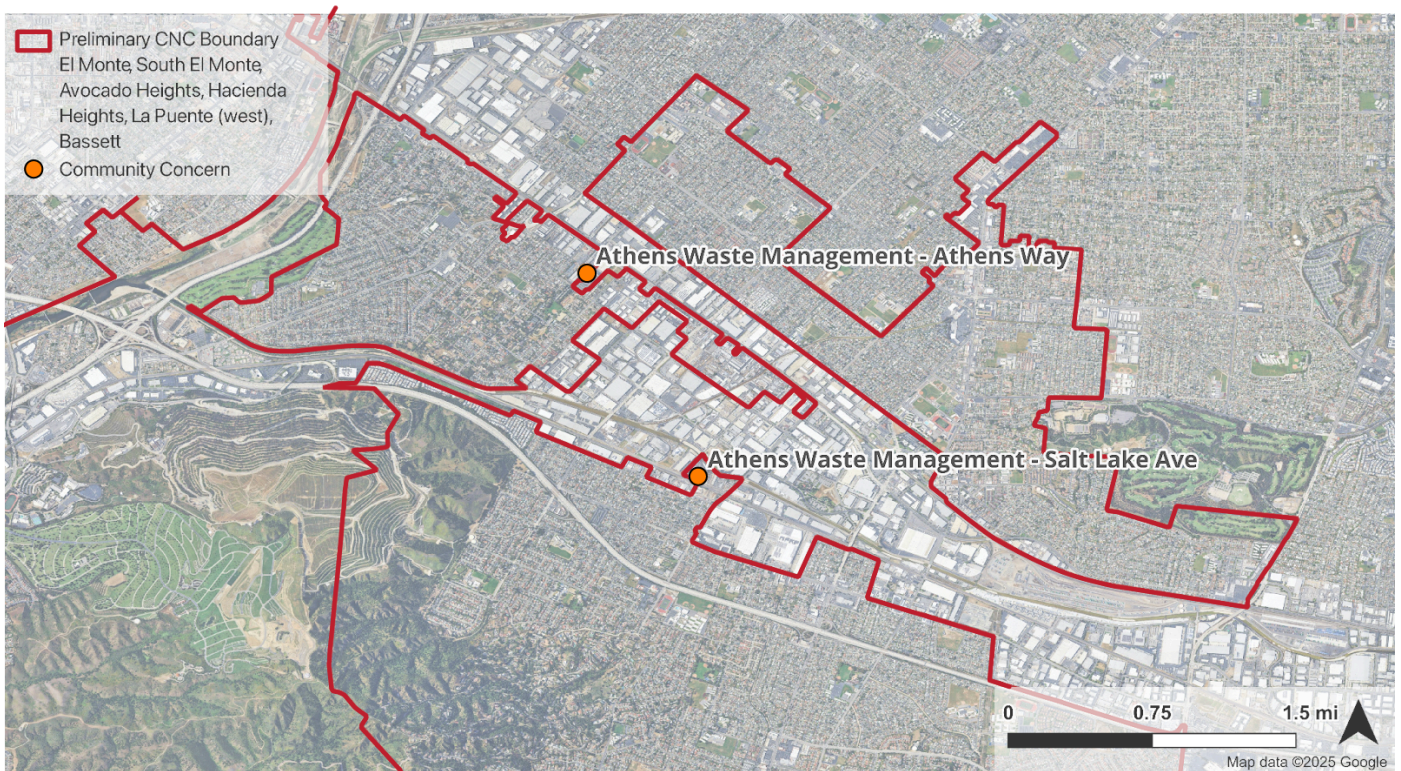 Preliminary CNC Boundary
El Monte, South El Monte,
Avocado Heights, Hacienda
Heights, La Puente (west),
Bassett
Community Concern
Athens Waste Management - Athens Way
Athens Waste Management - Salt Lake Ave
0 0.75 1.5 mi
Map data ©2025 Google